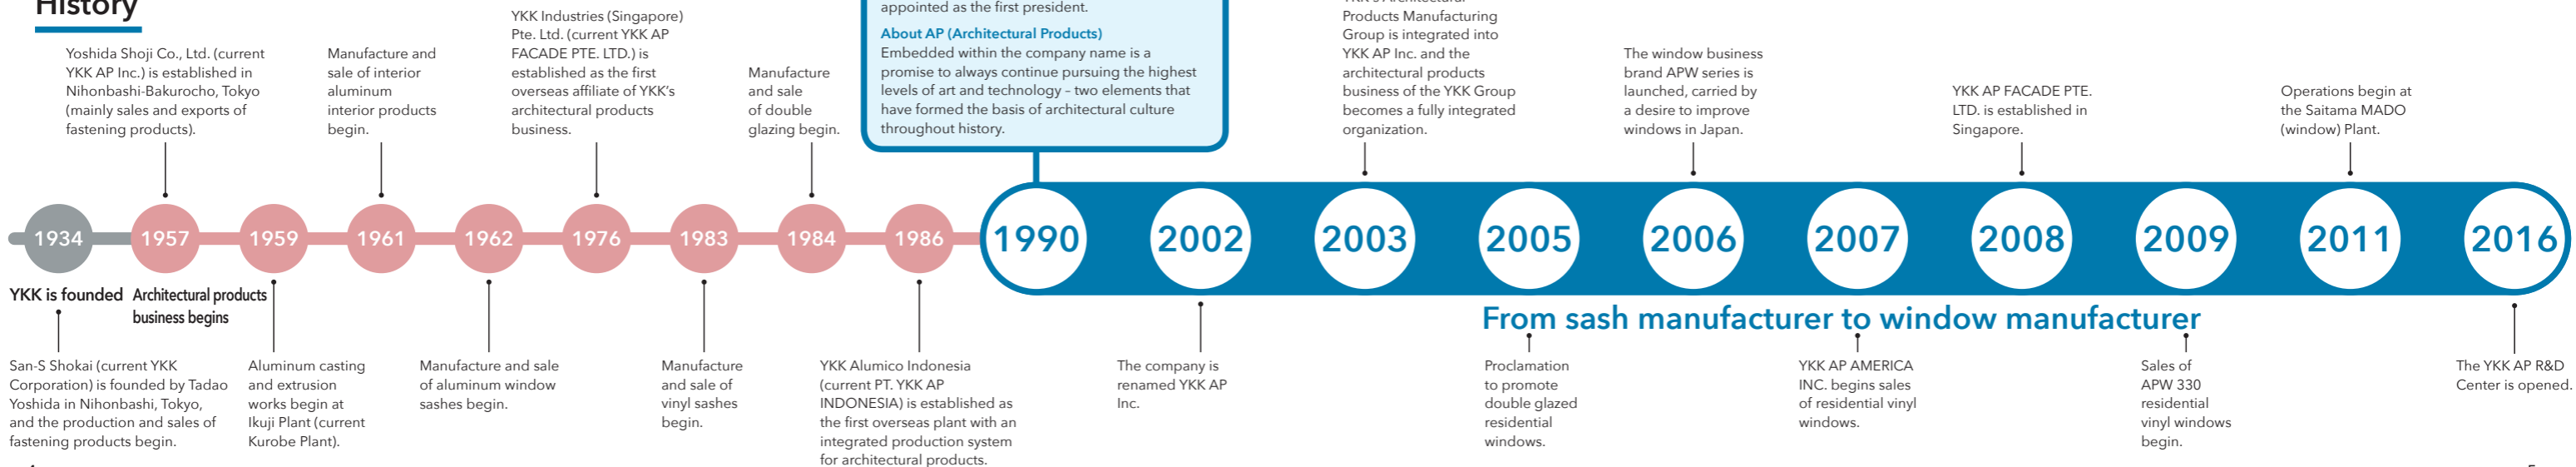 History
Yoshida Shoji Co., Ltd. (current
YKK AP Inc.) is established in
Nihonbashi-Bakurocho, Tokyo
(mainly sales and exports of
fastening products).
Manufacture and
sale of interior
aluminum
interior products
begin.
YKK Industries (Singapore)
Pte. Ltd. (current YKK AP
FACADE PTE. LTD.) is
established as the first
overseas affiliate of YKK's
architectural products
business.
Manufacture
and sale
of double
glazing begin.
appointed as the first president.
About AP (Architectural Products)
Embedded within the company name is a
promise to always continue pursuing the highest
levels of art and technology – two elements that
have formed the basis of architectural culture
throughout history.
YKK's Architectural
Products Manufacturing
Group is integrated into
YKK AP Inc. and the
architectural products
business of the YKK Group
becomes a fully integrated
organization.
The window business
brand APW series is
launched, carried by
a desire to improve
windows in Japan.
YKK AP FACADE PTE.
LTD. is established in
Singapore.
Operations begin at
the Saitama MADO
(window) Plant.
1934
1957
1959
1961
1962
1976
1983
1984
1986
1990
2002
2003
2005
2006
2007
2008
2009
2011
2016
YKK is founded
Architectural products
business begins
From sash manufacturer to window manufacturer
San-S Shokai (current YKK
Corporation) is founded by Tadao
Yoshida in Nihonbashi, Tokyo,
and the production and sales of
fastening products begin.
Aluminum casting
and extrusion
works begin at
Ikuji Plant (current
Kurobe Plant).
Manufacture and sale
of aluminum window
sashes begin.
Manufacture
and sale of
vinyl sashes
begin.
YKK Alumico Indonesia
(current PT. YKK AP
INDONESIA) is established as
the first overseas plant with an
integrated production system
for architectural products.
The company is
renamed YKK AP
Inc.
Proclamation
to promote
double glazed
residential
windows.
YKK AP AMERICA
INC. begins sales
of residential vinyl
windows.
Sales of
APW 330
residential
vinyl windows
begin.
The YKK AP R&D
Center is opened.